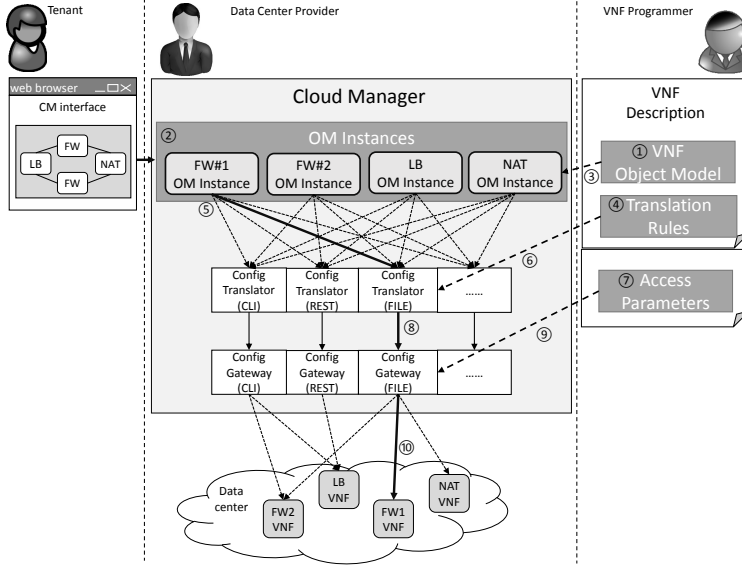 Tenant
Data Center Provider
VNF Programmer
web browser
CM interface
FW
LB
NAT
FW
Cloud Manager
② OM Instances
FW#1
OM Instance
FW#2
OM Instance
LB
OM Instance
NAT
OM Instance
VNF
Description
① VNF
Object Model
③
④ Translation
Rules
⑤
⑥
⑦ Access
Parameters
Config
Translator
(CLI)
Config
Translator
(REST)
Config
Translator
(FILE)
......
⑧
⑨
Config
Gateway
(CLI)
Config
Gateway
(REST)
Config
Gateway
(FILE)
......
⑩
Data
center
FW2
VNF
LB
VNF
FW1
VNF
NAT
VNF